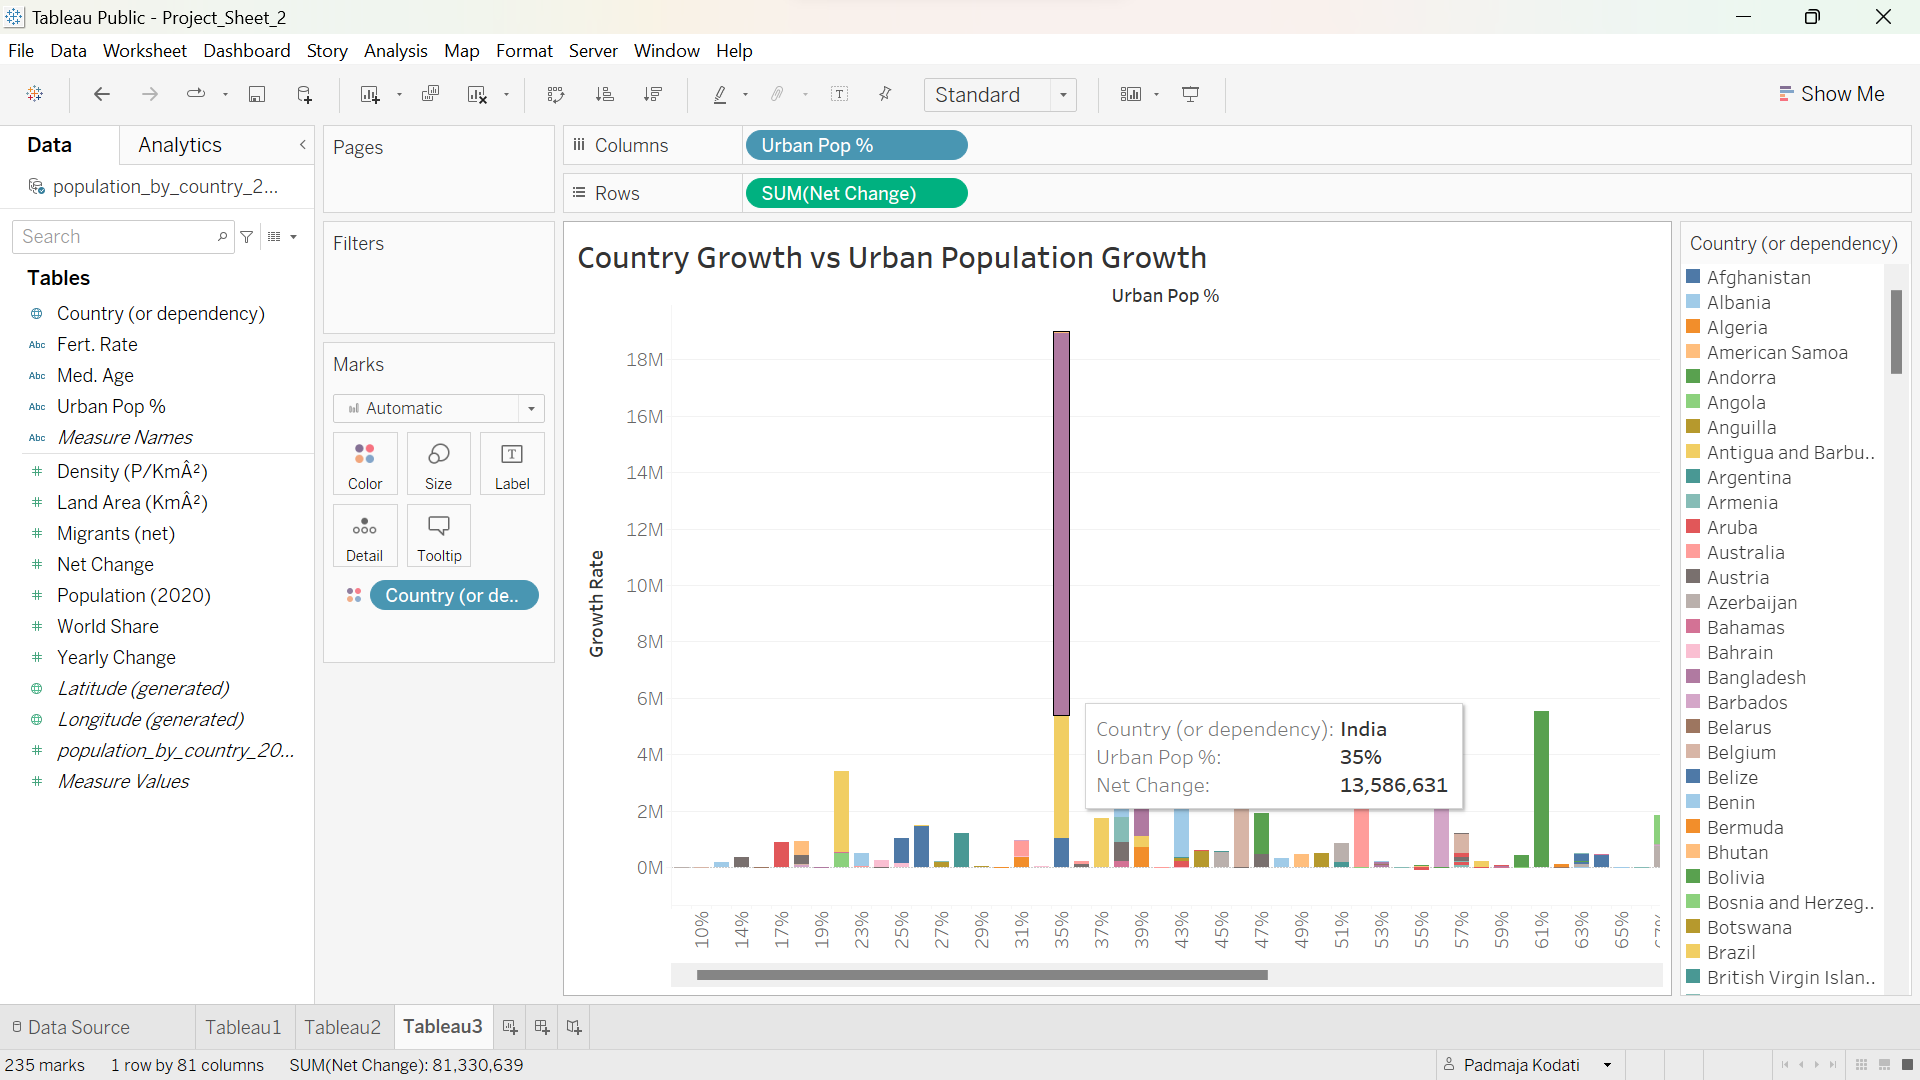 Tableau Public - Project_Sheet_2
File Data Worksheet Dashboard Story Analysis Map Format Server Window Help
Standard
Show Me
Data
Analytics
population_by_country_2...
Search
Tables
Country (or dependency)
Abc Fert. Rate
Abc Med. Age
Abc Urban Pop %
Abc Measure Names
# Density (P/KmÂ²)
# Land Area (KmÂ²)
# Migrants (net)
# Net Change
# Population (2020)
# World Share
# Yearly Change
Latitude (generated)
Longitude (generated)
# population_by_country_20...
# Measure Values
Pages
Filters
Marks
Automatic
Color
Size
Label
Detail
Tooltip
Country (or de..
Columns
Urban Pop %
Rows
SUM(Net Change)
Country Growth vs Urban Population Growth
Urban Pop %
Growth Rate
18M
16M
14M
12M
10M
8M
6M
4M
2M
0M
Country (or dependency): India
Urban Pop %: 35%
Net Change: 13,586,631
10% 14% 17% 19% 23% 25% 27% 29% 31% 35% 37% 39% 43% 45% 47% 49% 51% 53% 55% 57% 59% 61% 63% 65%
Country (or dependency)
Afghanistan
Albania
Algeria
American Samoa
Andorra
Angola
Anguilla
Antigua and Barbu..
Argentina
Armenia
Aruba
Australia
Austria
Azerbaijan
Bahamas
Bahrain
Bangladesh
Barbados
Belarus
Belgium
Belize
Benin
Bermuda
Bhutan
Bolivia
Bosnia and Herzeg..
Botswana
Brazil
British Virgin Islan..
Data Source
Tableau1
Tableau2
Tableau3
235 marks
1 row by 81 columns
SUM(Net Change): 81,330,639
Padmaja Kodati